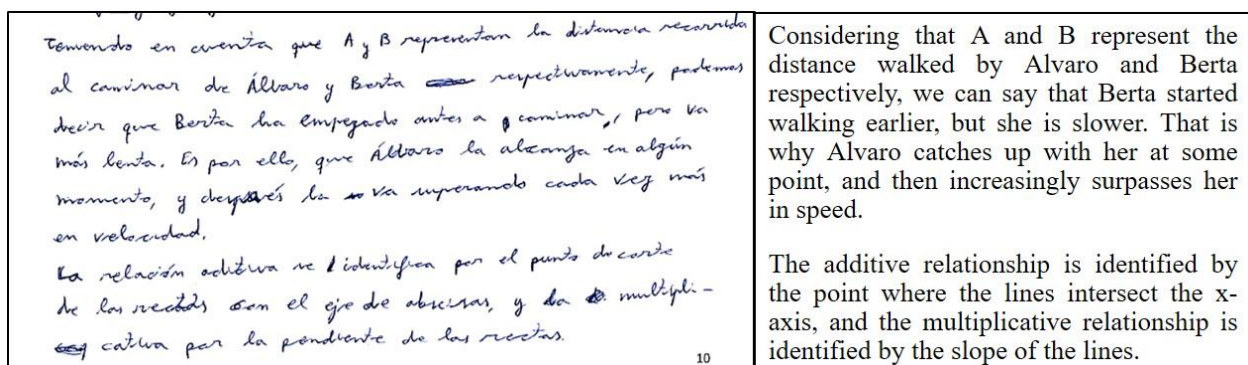 Teniendo en cuenta que A y B representan la distancia recorrida
al caminar de Álvaro y Berta respectivamente, podemos
decir que Berta ha empezado antes a caminar, pero va
más lenta. Es por ello, que Álvaro la alcanza en algún
momento, y después la va superando cada vez más
en velocidad.
La relación aditiva se identifica por el punto de corte
de las rectas con el eje de abscisas, y la multipli-
cativa por la pendiente de las rectas.
10
Considering that A and B represent the
distance walked by Alvaro and Berta
respectively, we can say that Berta started
walking earlier, but she is slower. That is
why Alvaro catches up with her at some
point, and then increasingly surpasses her
in speed.
The additive relationship is identified by
the point where the lines intersect the x-
axis, and the multiplicative relationship is
identified by the slope of the lines.